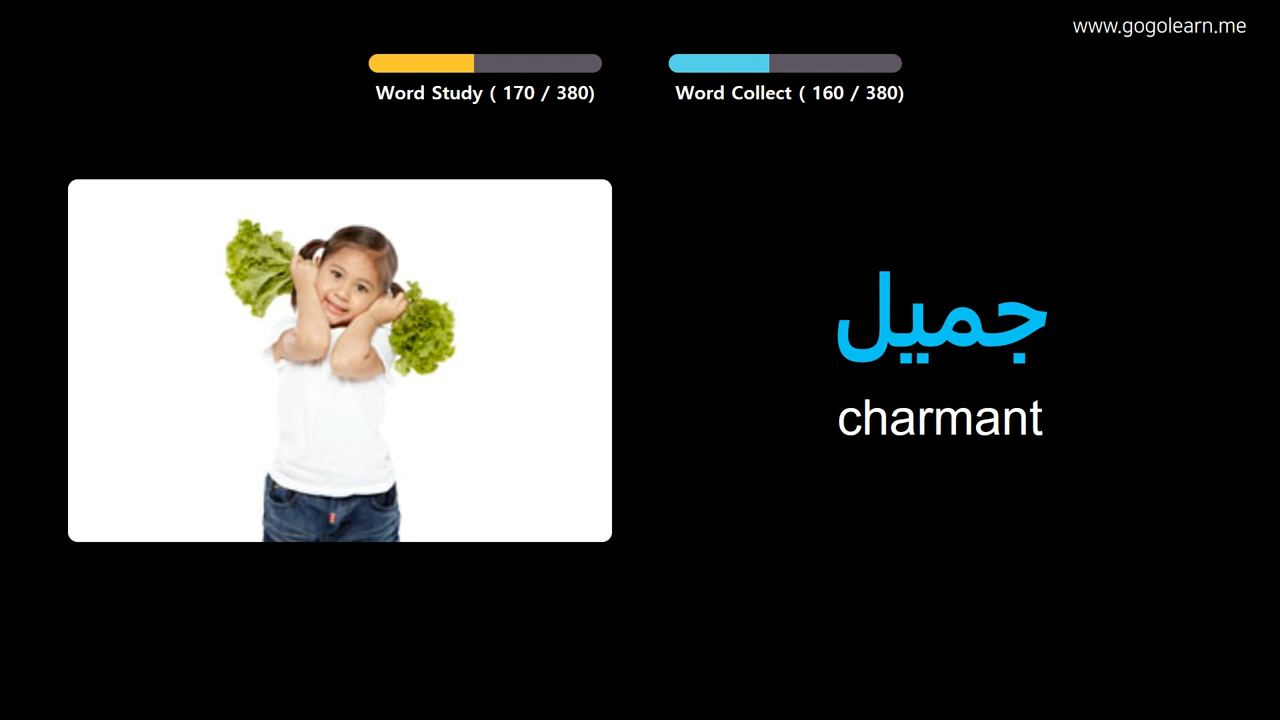 www.gogolearn.me
Word Study ( 170 / 380)
Word Collect ( 160 / 380)
جميل
charmant